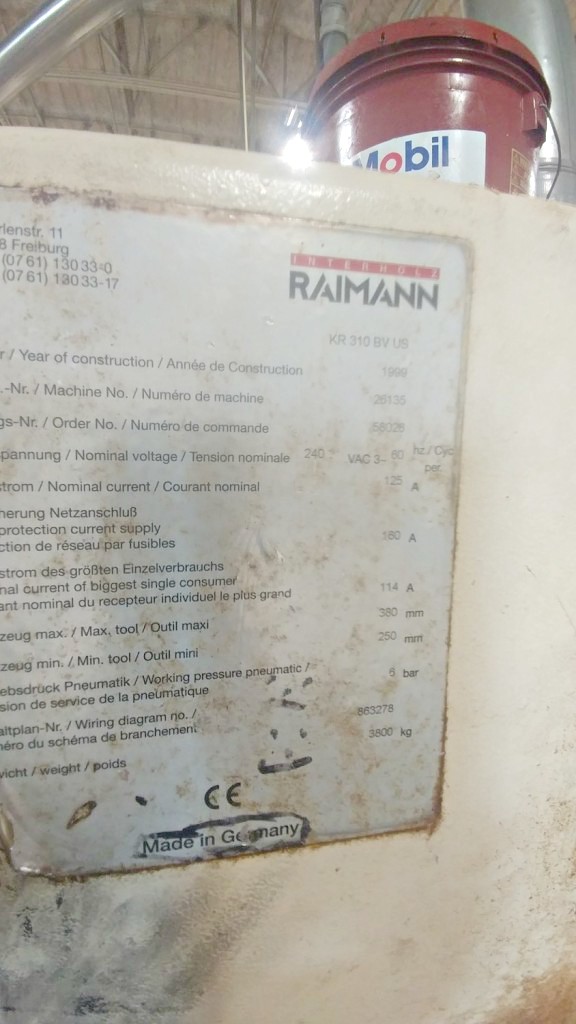 Mobil
rlenstr. 11
8 Freiburg
(07 61) 1 30 33-0
(07 61) 1 30 33-17
INTERHOLZ
RAIMANN
KR 310 BV US
r / Year of construction / Année de Construction 1999
.-Nr. / Machine No. / Numéro de machine 26135
gs-Nr. / Order No. / Numéro de commande 56026
pannung / Nominal voltage / Tension nominale 240 VAC 3~ 60 hz./Cyc per.
strom / Nominal current / Courant nominal 125 A
herung Netzanschluß
protection current supply
ction de réseau par fusibles 160 A
strom des größten Einzelverbrauchs
nal current of biggest single consumer
ant nominal du recepteur individuel le plus grand 114 A
zeug max. / Max. tool / Outil maxi 380 mm
zeug min. / Min. tool / Outil mini 250 mm
ebsdruck Pneumatik / Working pressure pneumatic / 6 bar
sion de service de la pneumatique
altplan-Nr. / Wiring diagram no. / 863278
éro du schéma de branchement
vicht / weight / poids 3800 kg
CE
Made in Germany